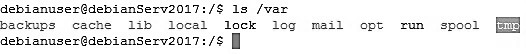 debianuser@debianServ2017:/$ ls /var
backups cache lib local lock log mail opt run spool tmp
debianuser@debianServ2017:/$